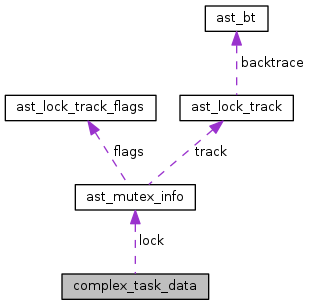 ast_bt
backtrace
ast_lock_track_flags
ast_lock_track
flags
track
ast_mutex_info
lock
complex_task_data